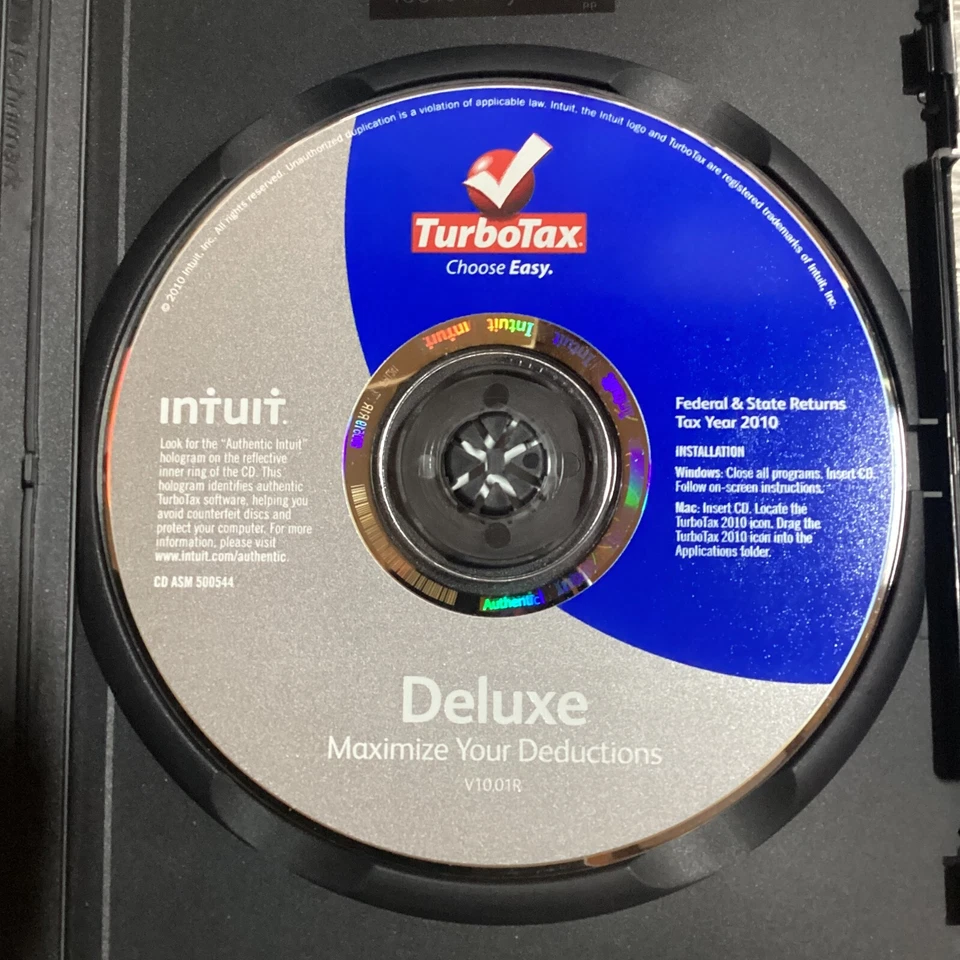 © 2010 Intuit, Inc. All rights reserved. Unauthorized duplication is a violation of applicable law. Intuit, the Intuit logo and TurboTax are registered trademarks of Intuit, Inc.
TurboTax
Choose Easy.
Intuit
Intuit
intuit
Look for the "Authentic Intuit"
hologram on the reflective
inner ring of the CD. This
hologram identifies authentic
TurboTax software, helping you
avoid counterfeit discs and
protect your computer. For more
information, please visit
www.intuit.com/authentic.
CD ASM 500544
Federal & State Returns
Tax Year 2010
INSTALLATION
Windows: Close all programs. Insert CD.
Follow on-screen instructions.
Mac: Insert CD. Locate the
TurboTax 2010 icon. Drag the
TurboTax 2010 icon into the
Applications folder.
Authentic
Deluxe
Maximize Your Deductions
V10.01R